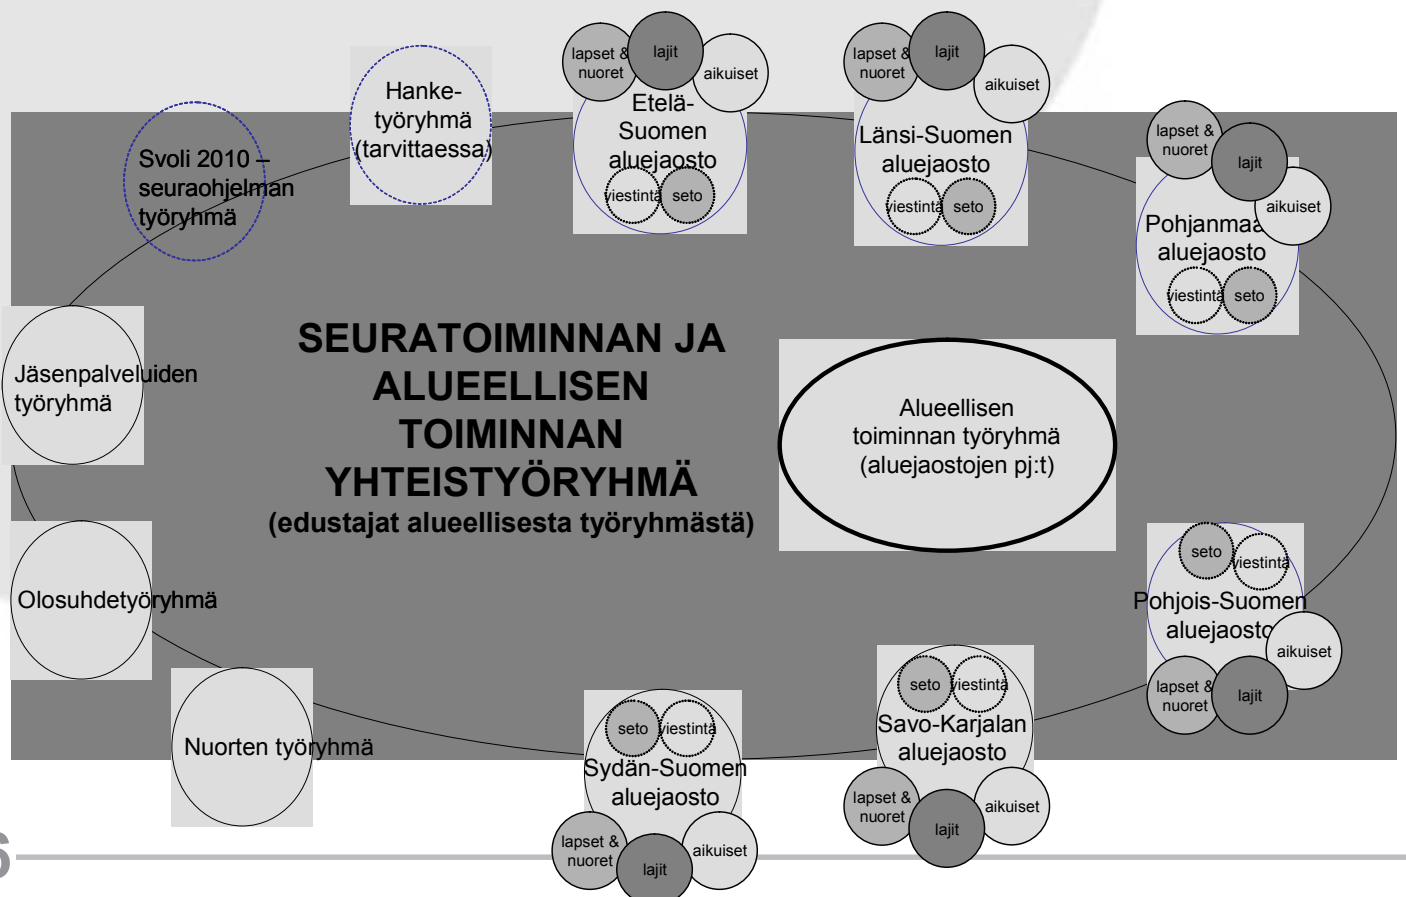 lapset &
nuoret
lajit
aikuiset
Etelä-
Suomen
aluejaosto
viestintä
seto
lapset &
nuoret
lajit
aikuiset
Länsi-Suomen
aluejaosto
viestintä
seto
Hanke-
työryhmä
(tarvittaessa)
Svoli 2010 –
seuraohjelman
työryhmä
lapset &
nuoret
lajit
aikuiset
Pohjanmaan
aluejaosto
viestintä
seto
Jäsenpalveluiden
työryhmä
SEURATOIMINNAN JA
ALUEELLISEN
TOIMINNAN
YHTEISTYÖRYHMÄ
(edustajat alueellisesta työryhmästä)
Alueellisen
toiminnan työryhmä
(aluejaostojen pj:t)
Olosuhdetyöryhmä
seto
viestintä
Pohjois-Suomen
aluejaosto
aikuiset
lapset &
nuoret
lajit
Nuorten työryhmä
seto
viestintä
Sydän-Suomen
aluejaosto
lapset &
nuoret
lajit
aikuiset
seto
viestintä
Savo-Karjalan
aluejaosto
lapset &
nuoret
lajit
aikuiset
6